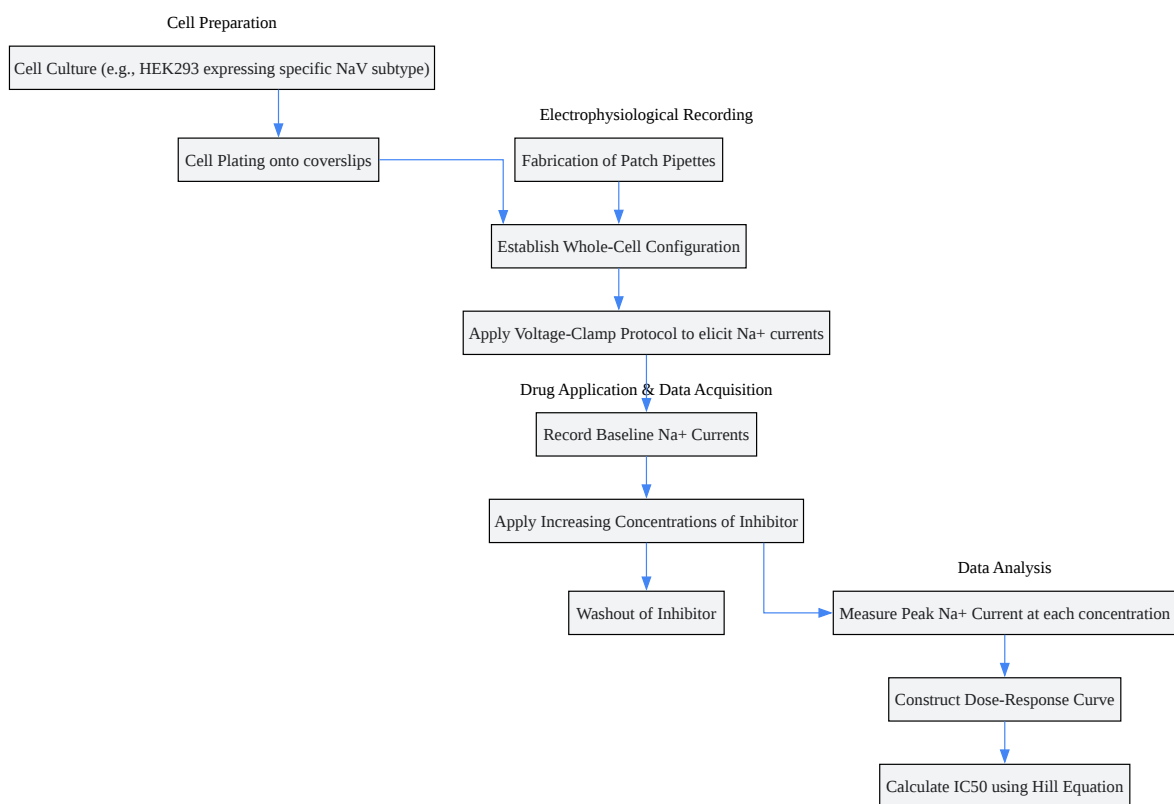 Cell Preparation
Cell Culture (e.g., HEK293 expressing specific NaV subtype)
Electrophysiological Recording
Cell Plating onto coverslips
Fabrication of Patch Pipettes
Establish Whole-Cell Configuration
Apply Voltage-Clamp Protocol to elicit Na+ currents
Drug Application & Data Acquisition
Record Baseline Na+ Currents
Apply Increasing Concentrations of Inhibitor
Data Analysis
Washout of Inhibitor
Measure Peak Na+ Current at each concentration
Construct Dose-Response Curve
Calculate IC50 using Hill Equation